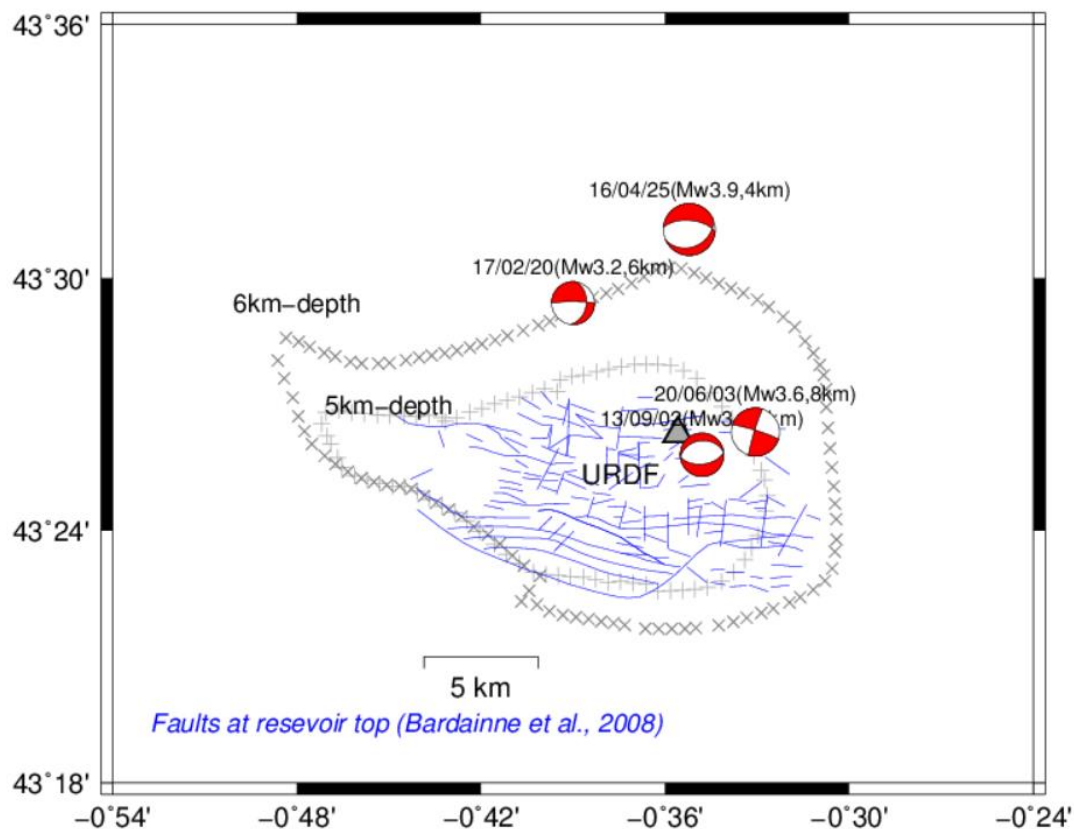 43°36'
16/04/25(Mw3.9,4km)
17/02/20(Mw3.2,6km)
43°30'
6km−depth
5km−depth
20/06/03(Mw3.6,8km)
13/09/02(Mw3. km)
URDF
43°24'
5 km
Faults at resevoir top (Bardainne et al., 2008)
43°18'
−0°54' −0°48' −0°42' −0°36' −0°30' −0°24'